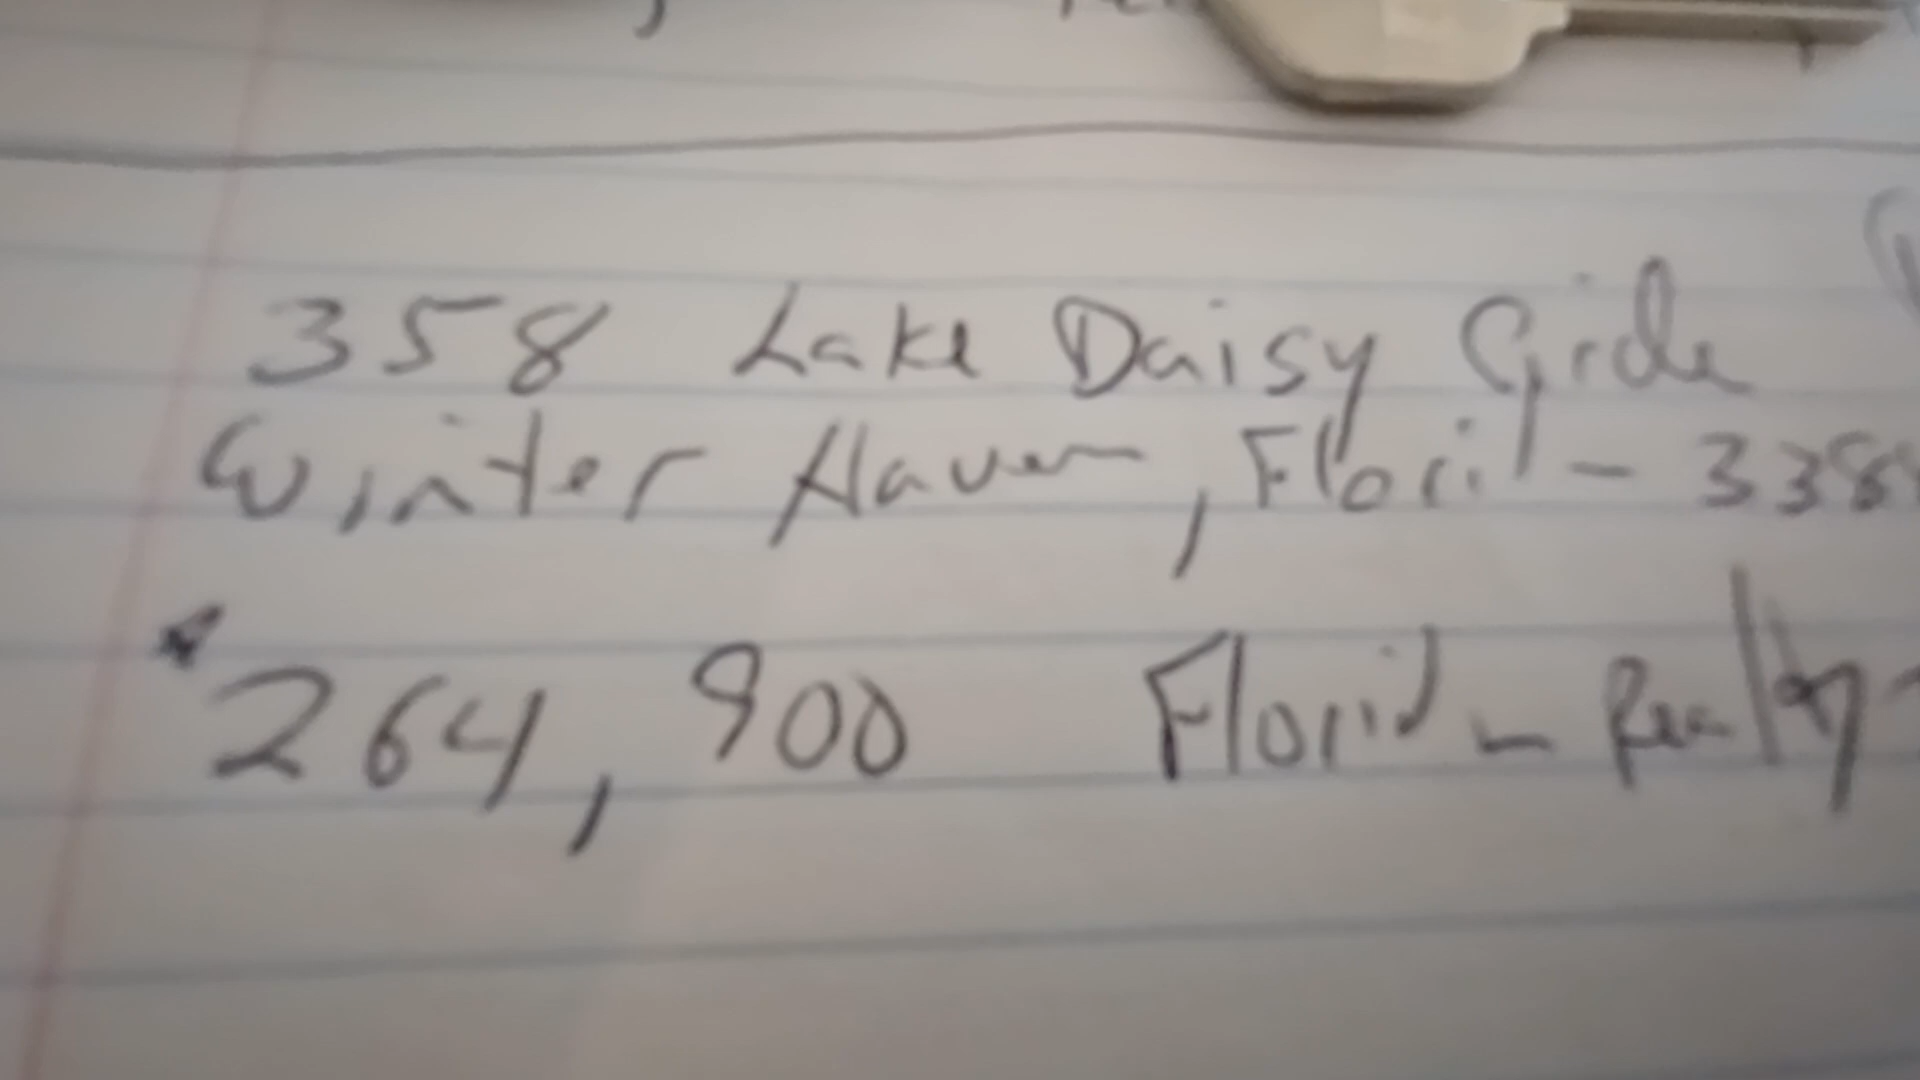 358 Lake Daisy Circle
Winter Haven, Florida - 338
$264,900 Florida Realty